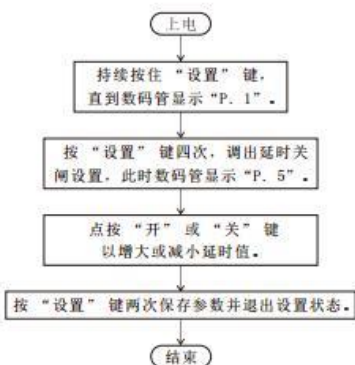 上电
持续按住 “设置” 键，
直到数码管显示“P. 1”。
按 “设置” 键四次，调出延时关
闸设置，此时数码管显示“P. 5”。
点按 “开” 或 “关” 键
以增大或减小延时值。
按 “设置” 键两次保存参数并退出设置状态。
结束